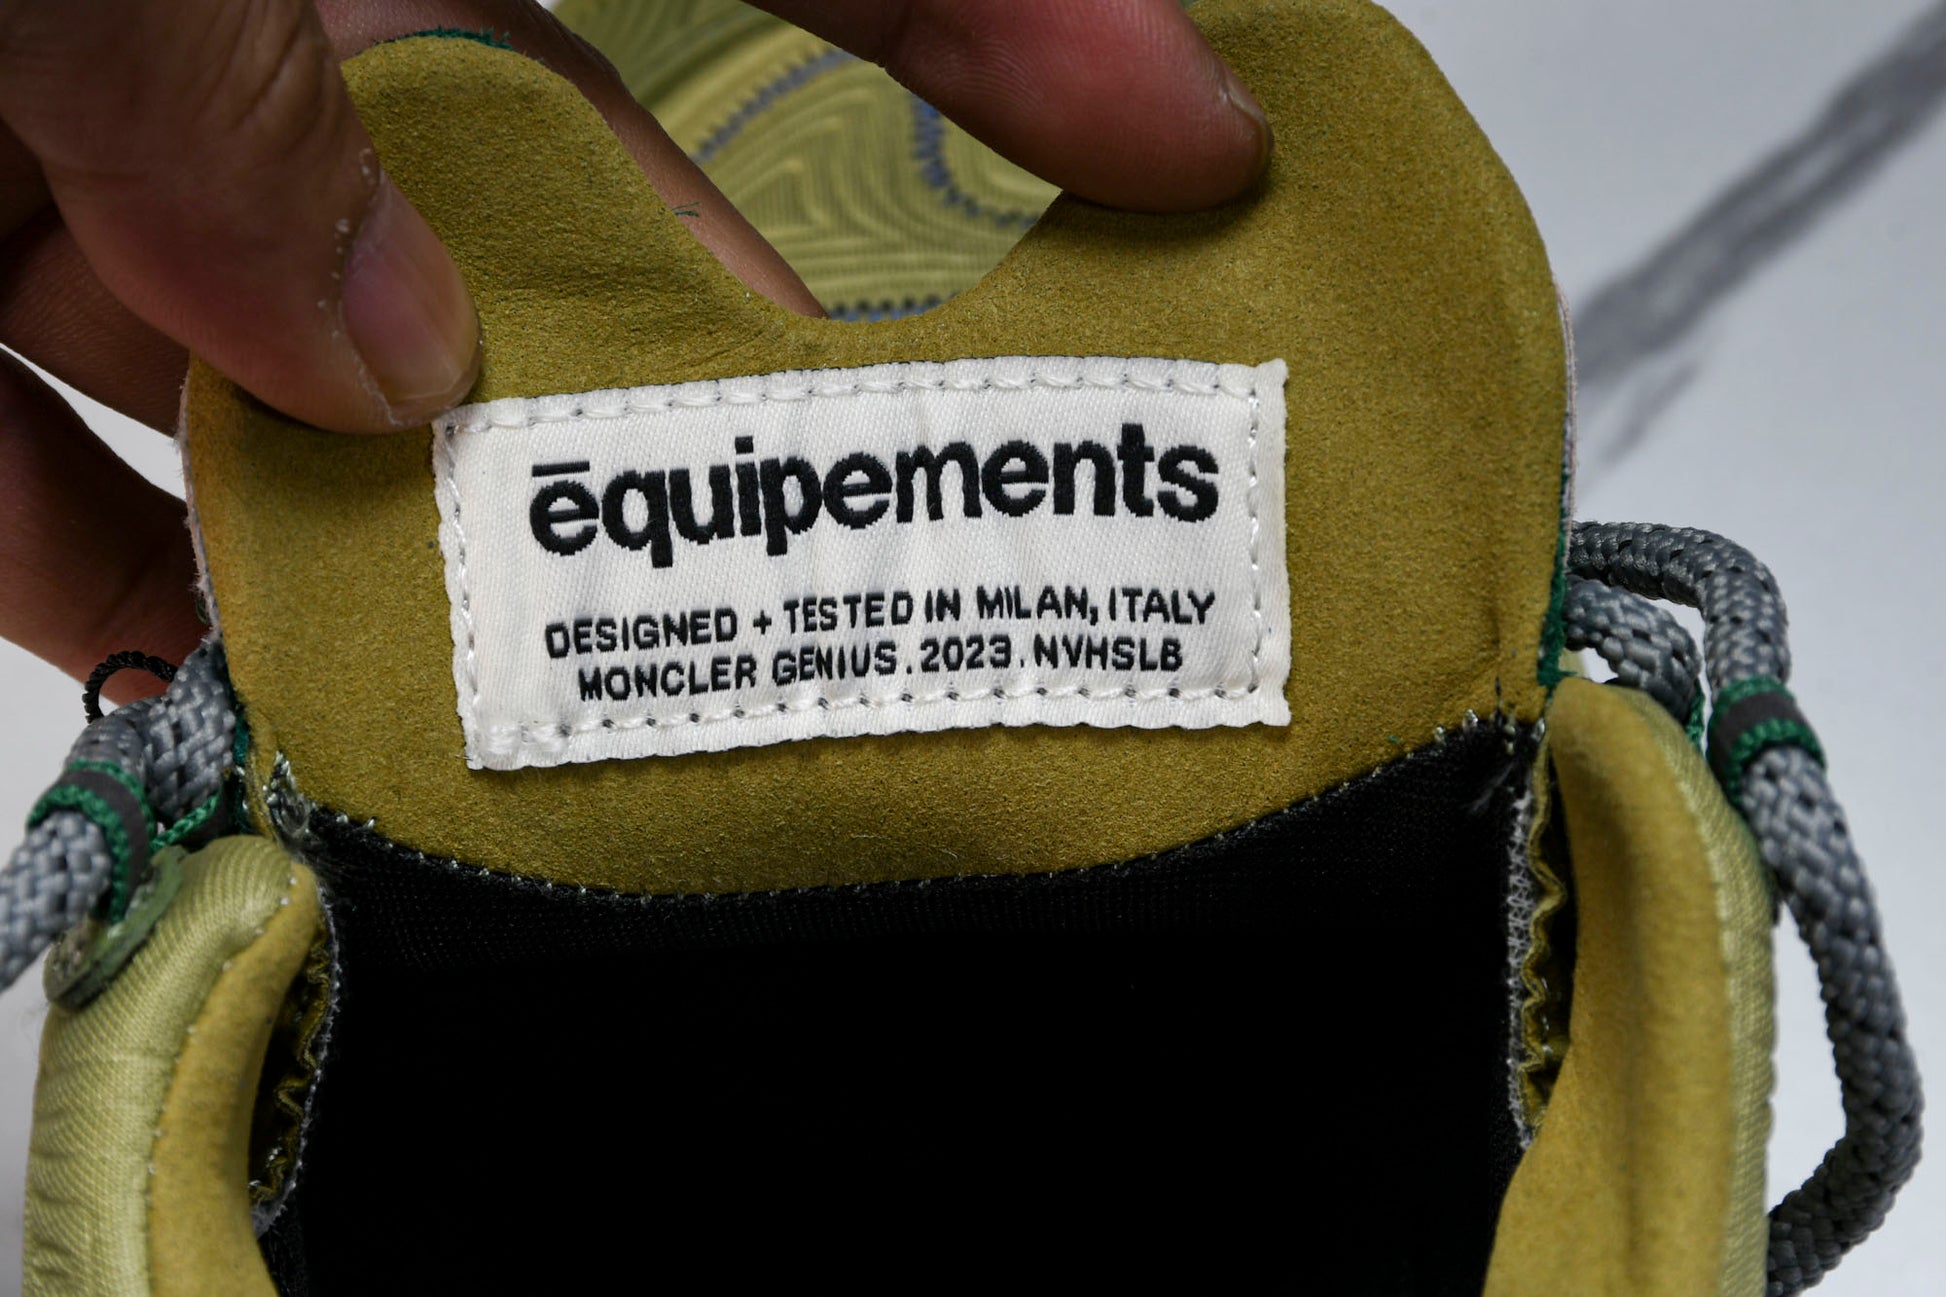 ēquipements
DESIGNED + TESTED IN MILAN, ITALY
MONCLER GENIUS.2023.NVHSLB